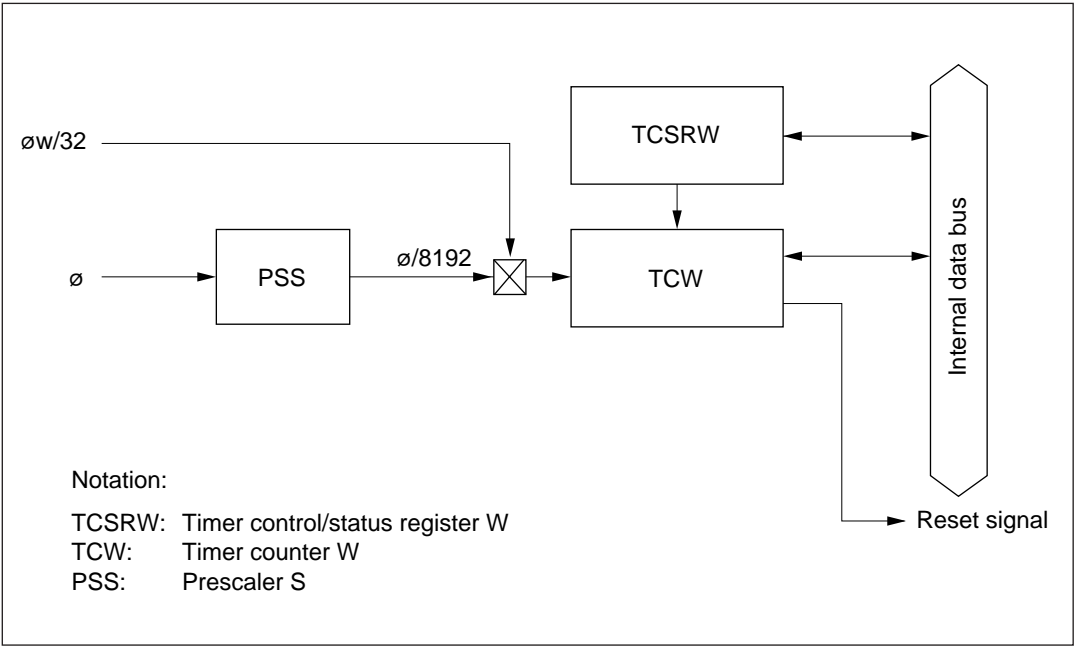 øw/32
TCSRW
ø
PSS
ø/8192
TCW
Internal data bus
Reset signal
Notation:
TCSRW: Timer control/status register W
TCW: Timer counter W
PSS: Prescaler S